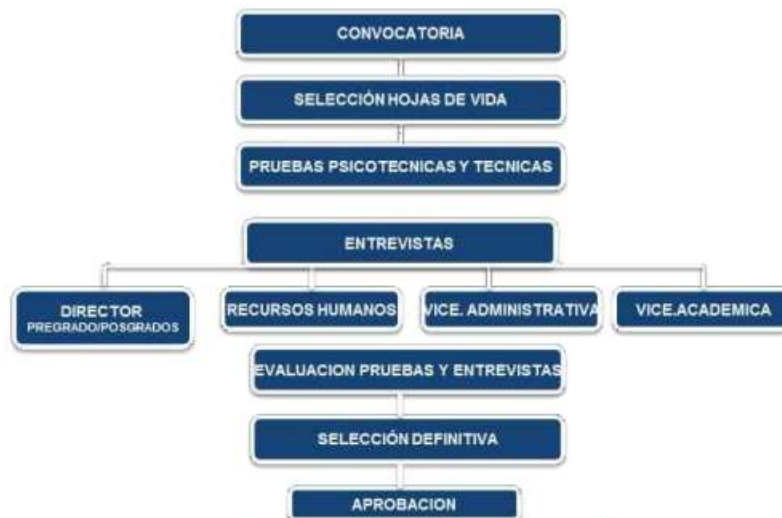 CONVOCATORIA
SELECCIÓN HOJAS DE VIDA
PRUEBAS PSICOTECNICAS Y TECNICAS
ENTREVISTAS
DIRECTOR
PREGRADO/POSGRADOS
RECURSOS HUMANOS
VICE. ADMINISTRATIVA
VICE.ACADEMICA
EVALUACION PRUEBAS Y ENTREVISTAS
SELECCIÓN DEFINITIVA
APROBACION